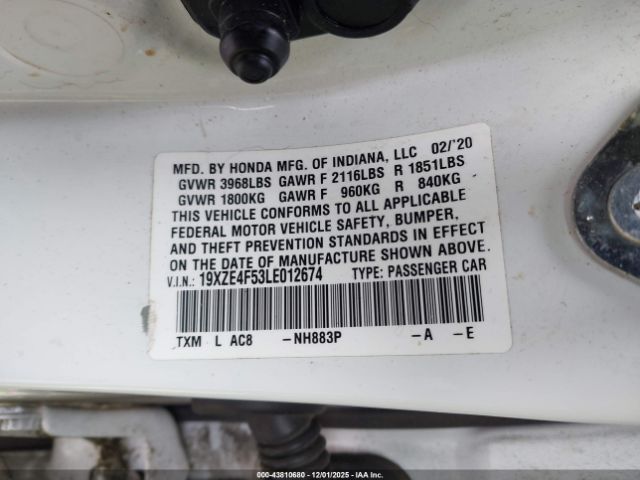 MFD. BY HONDA MFG. OF INDIANA, LLC 02/'20
GVWR 3968LBS GAWR F 2116LBS R 1851LBS
GVWR 1800KG GAWR F 960KG R 840KG
THIS VEHICLE CONFORMS TO ALL APPLICABLE
FEDERAL MOTOR VEHICLE SAFETY, BUMPER,
AND THEFT PREVENTION STANDARDS IN EFFECT
ON THE DATE OF MANUFACTURE SHOWN ABOVE.
V.I.N.: 19XZE4F53LE012674 TYPE: PASSENGER CAR
TXM L AC8 -NH883P -A -E
000-43810680 • 12/01/2025 • IAA Inc.